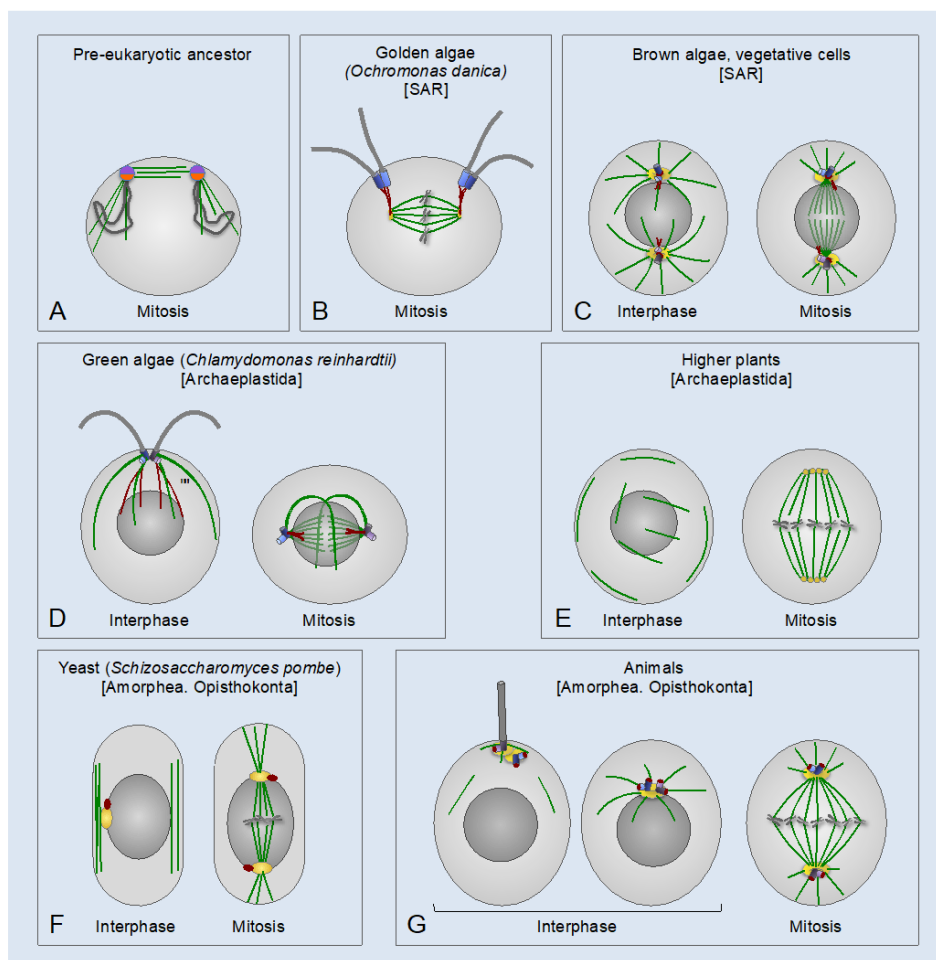 Pre-eukaryotic ancestor
A
Mitosis
Golden algae
(Ochromonas danica)
[SAR]
B
Mitosis
Brown algae, vegetative cells
[SAR]
C
Interphase
Mitosis
Green algae (Chlamydomonas reinhardtii)
[Archaeplastida]
D
Interphase
Mitosis
Higher plants
[Archaeplastida]
E
Interphase
Mitosis
Yeast (Schizosaccharomyces pombe)
[Amorphea. Opisthokonta]
F
Interphase
Mitosis
Animals
[Amorphea. Opisthokonta]
G
Interphase
Mitosis